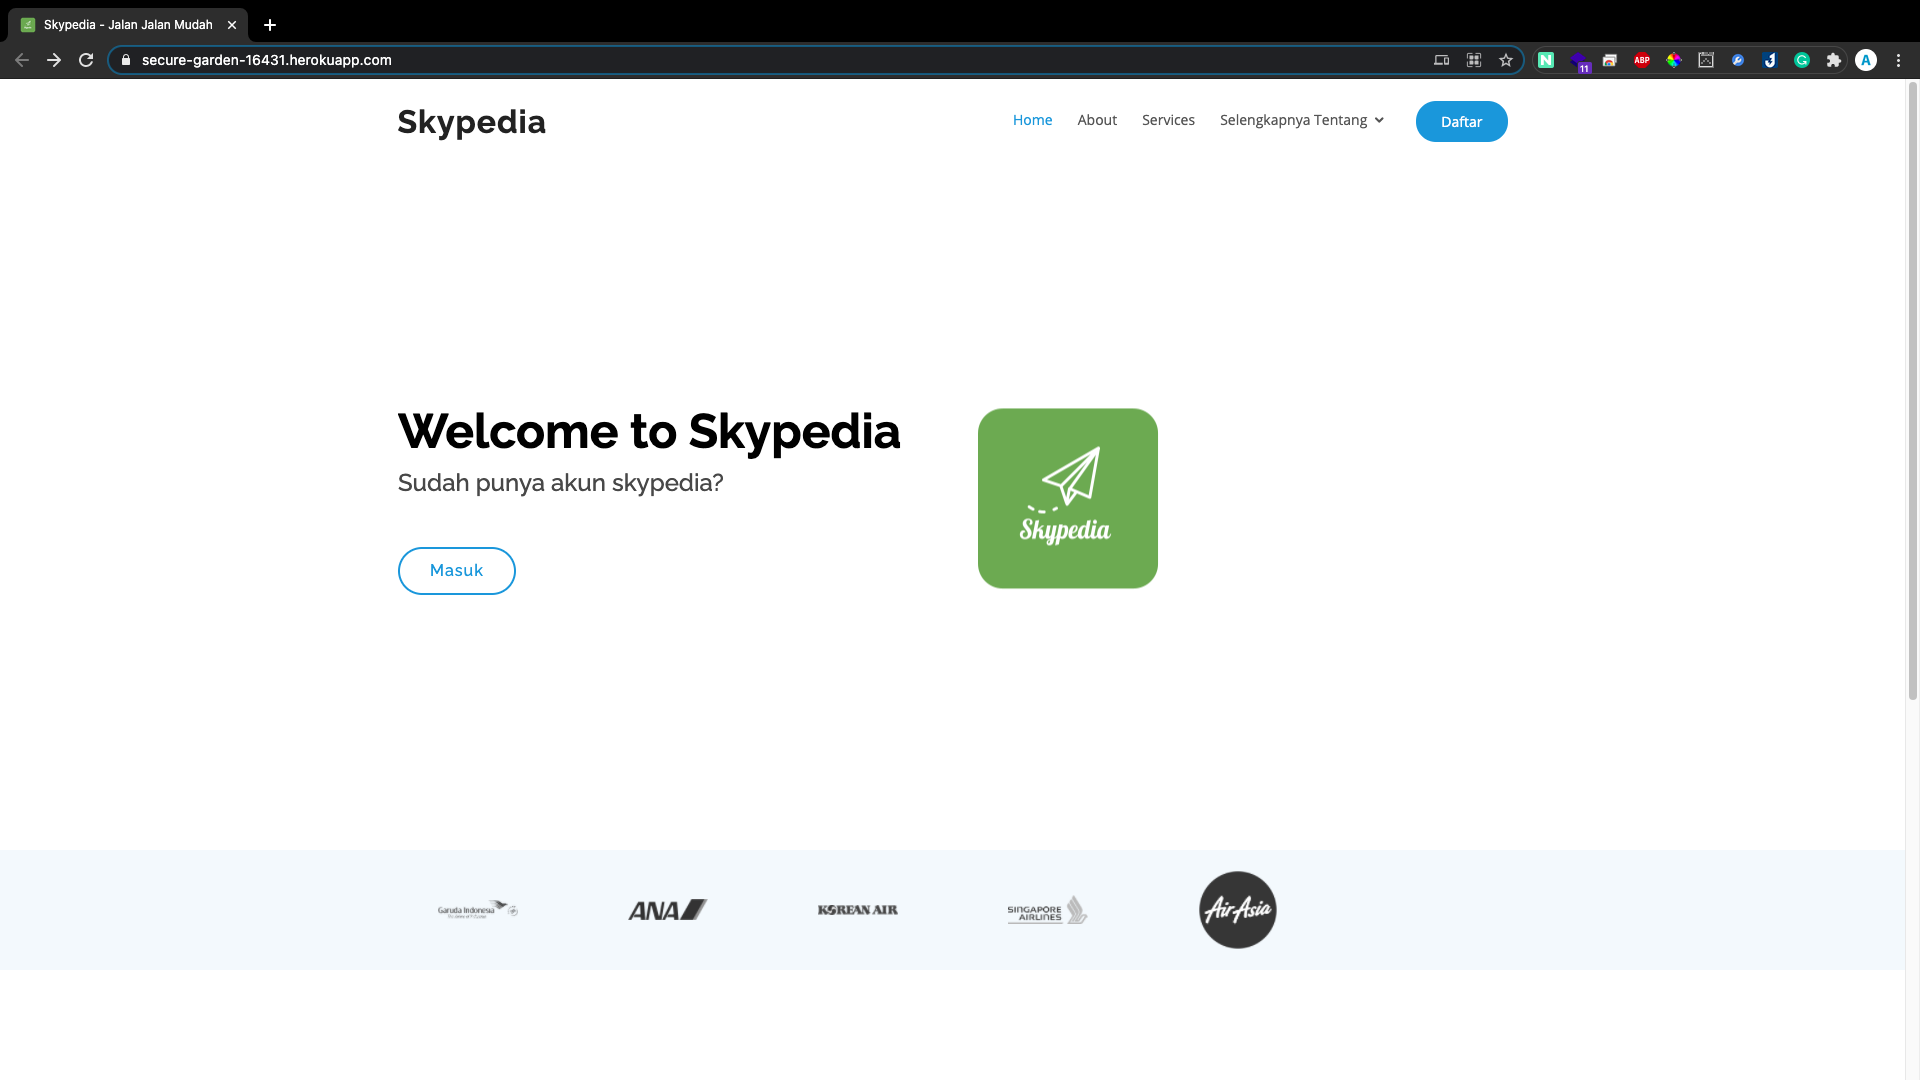 Skypedia - Jalan Jalan Mudah
secure-garden-16431.herokuapp.com
11
ABP
A
Skypedia
Home About Services Selengkapnya Tentang Daftar
Welcome to Skypedia
Sudah punya akun skypedia?
Masuk
Skypedia
Garuda Indonesia
ANA
KOREAN AIR
SINGAPORE
AIRLINES
AirAsia